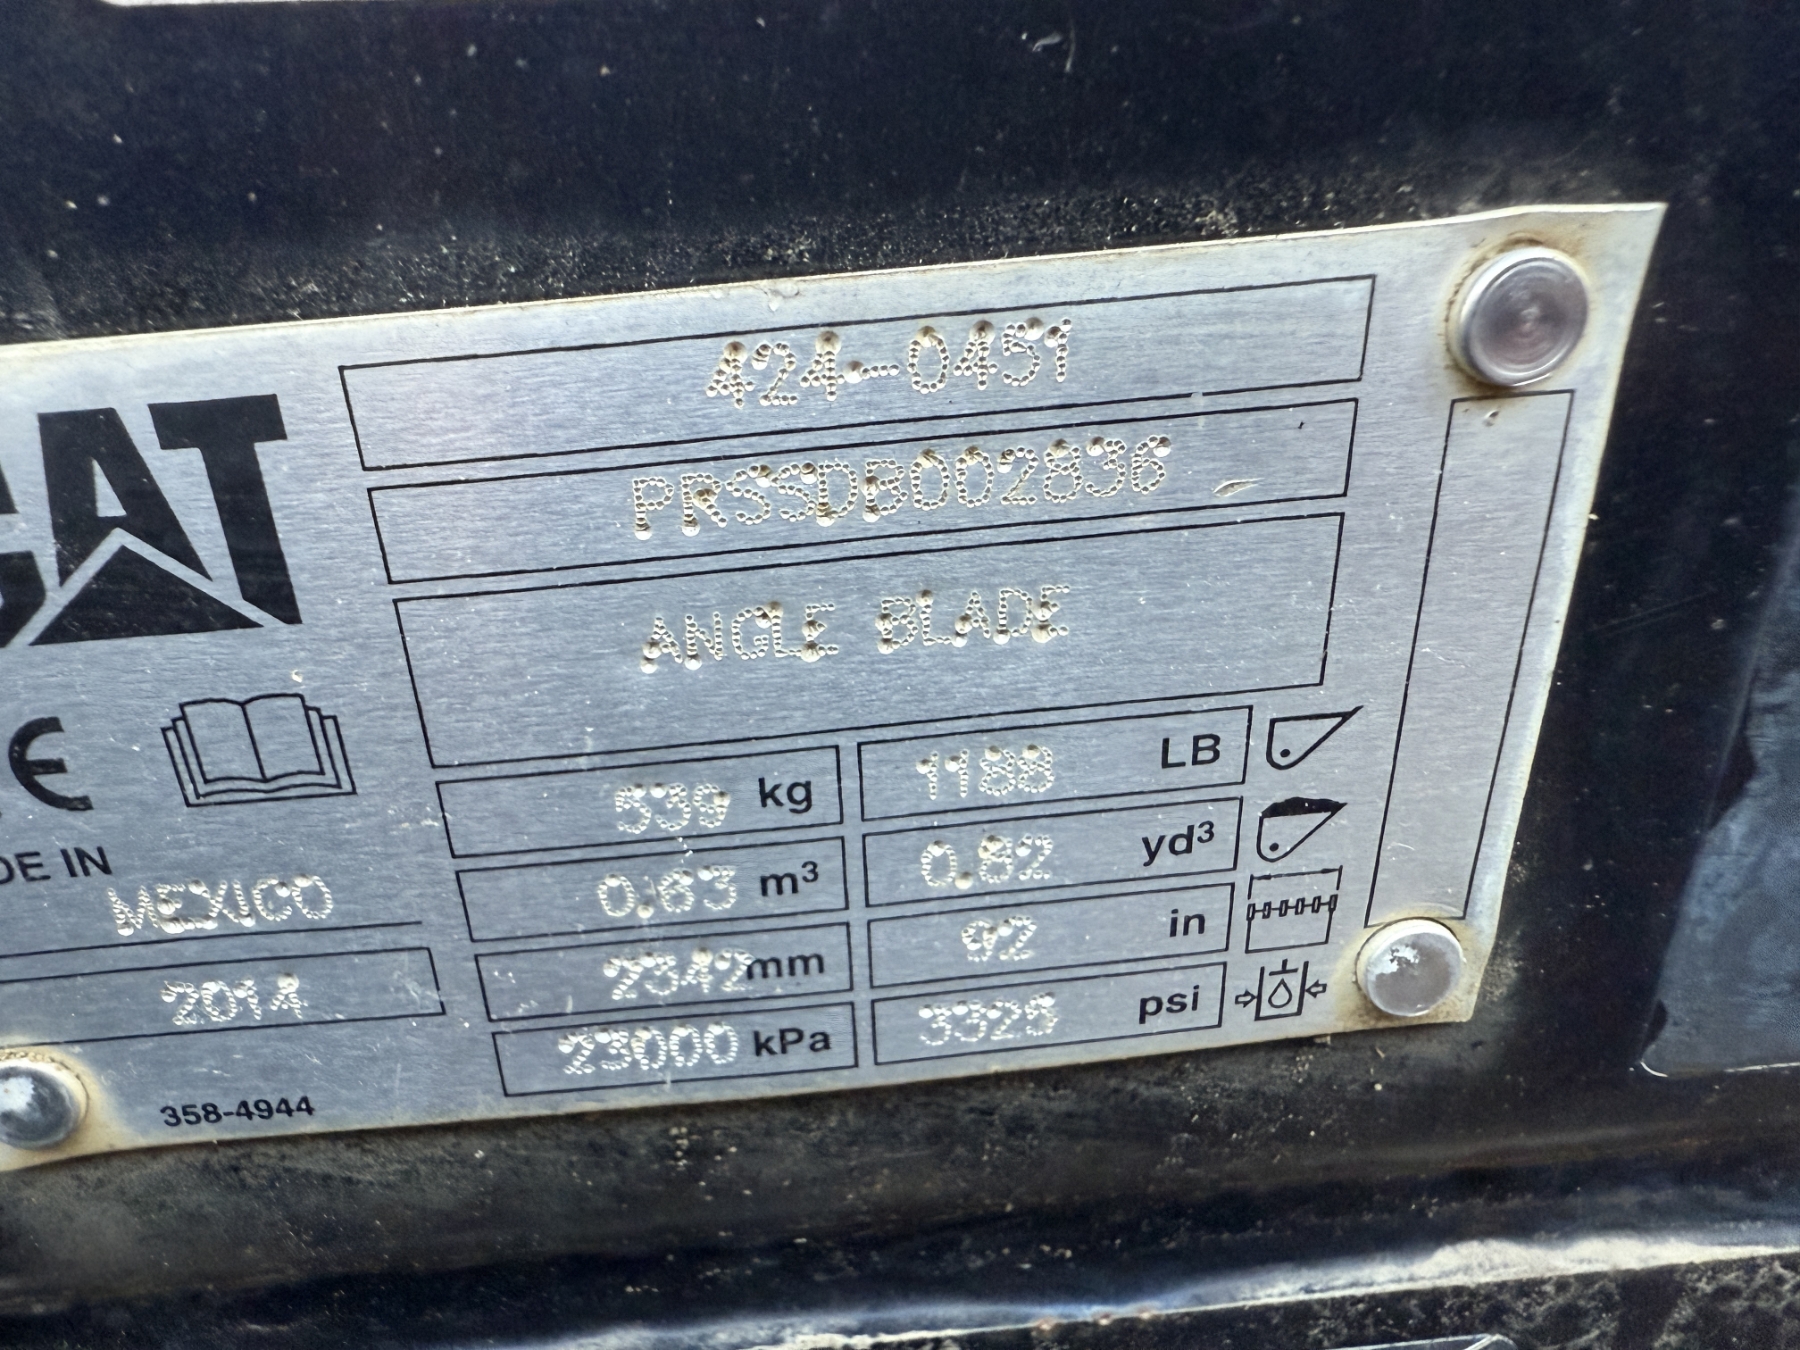 CAT
424-0451
PRSSDB002836
ANGLE BLADE
CE
DE IN
MEXICO
2014
539 kg
1188 LB
0.63 m³
0.82 yd³
2342 mm
92 in
23000 kPa
3325 psi
358-4944